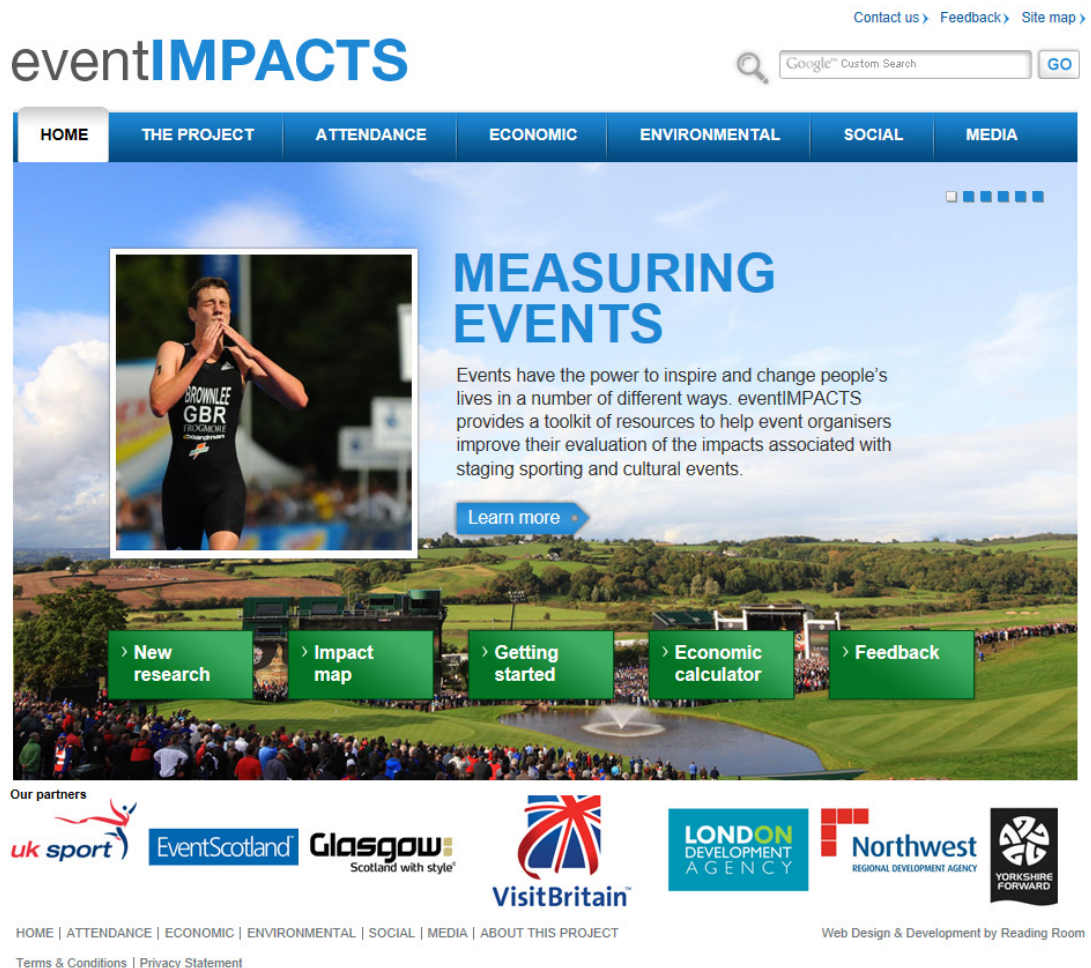 Contact us › Feedback › Site map ›
eventIMPACTS
Google™ Custom Search GO
HOME THE PROJECT ATTENDANCE ECONOMIC ENVIRONMENTAL SOCIAL MEDIA
MEASURING
EVENTS
Events have the power to inspire and change people's
lives in a number of different ways. eventIMPACTS
provides a toolkit of resources to help event organisers
improve their evaluation of the impacts associated with
staging sporting and cultural events.
Learn more
BROWNLEE
GBR
FROGMORE
boardman
› New
research
› Impact
map
› Getting
started
› Economic
calculator
› Feedback
Our partners
uk sport
EventScotland
Glasgow:
Scotland with style
VisitBritain™
LONDON
DEVELOPMENT
AGENCY
Northwest
REGIONAL DEVELOPMENT AGENCY
YORKSHIRE
FORWARD
HOME | ATTENDANCE | ECONOMIC | ENVIRONMENTAL | SOCIAL | MEDIA | ABOUT THIS PROJECT
Web Design & Development by Reading Room
Terms & Conditions | Privacy Statement